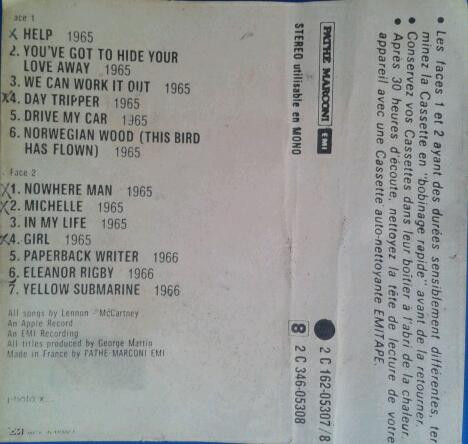 ace 1
X HELP 1965
2. YOU'VE GOT TO HIDE YOUR
LOVE AWAY 1965
3. WE CAN WORK IT OUT 1965
X4. DAY TRIPPER 1965
5. DRIVE MY CAR 1965
6. NORWEGIAN WOOD (THIS BIRD
HAS FLOWN) 1965
Face 2
X1. NOWHERE MAN 1965
X2. MICHELLE 1965
3. IN MY LIFE 1965
X4. GIRL 1965
5. PAPERBACK WRITER 1966
6. ELEANOR RIGBY 1966
7. YELLOW SUBMARINE 1966
All songs by Lennon - McCartney
An Apple Record
An EMI Recording
All titles produced by George Martin
Made in France by PATHE MARCONI EMI
photo x...
PATHE MARCONI EMI
STEREO utilisable en MONO
2 C 162-05307/8
8 2 C 346-05308
• Les faces 1 et 2 ayant des durées sensiblement différentes, ter
minez la Cassette en "bobinage rapide" avant de la retourner.
• Conservez vos Cassettes dans leur boîtier à l'abri de la chaleur.
• Après 30 heures d'écoute, nettoyez la tête de lecture de votre
appareil avec une Cassette auto-nettoyante EMITAPE.